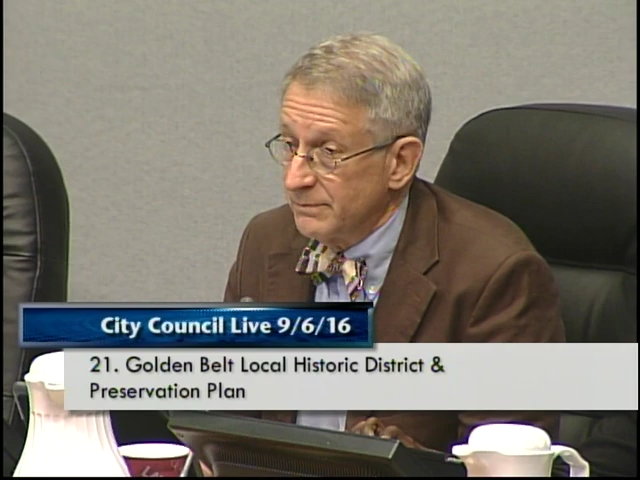 City Council Live 9/6/16
21. Golden Belt Local Historic District &
Preservation Plan